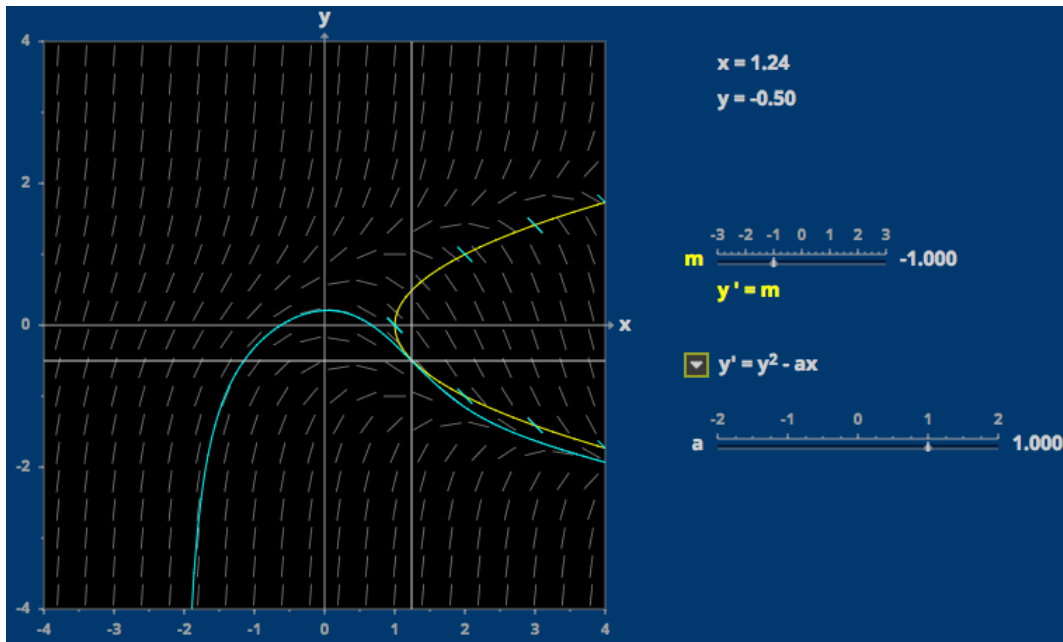 y
4
2
0
-2
-4
-4 -3 -2 -1 0 1 2 3 4
x
x = 1.24
y = -0.50
-3 -2 -1 0 1 2 3
m -1.000
y ' = m
y' = y² - ax
-2 -1 0 1 2
a 1.000